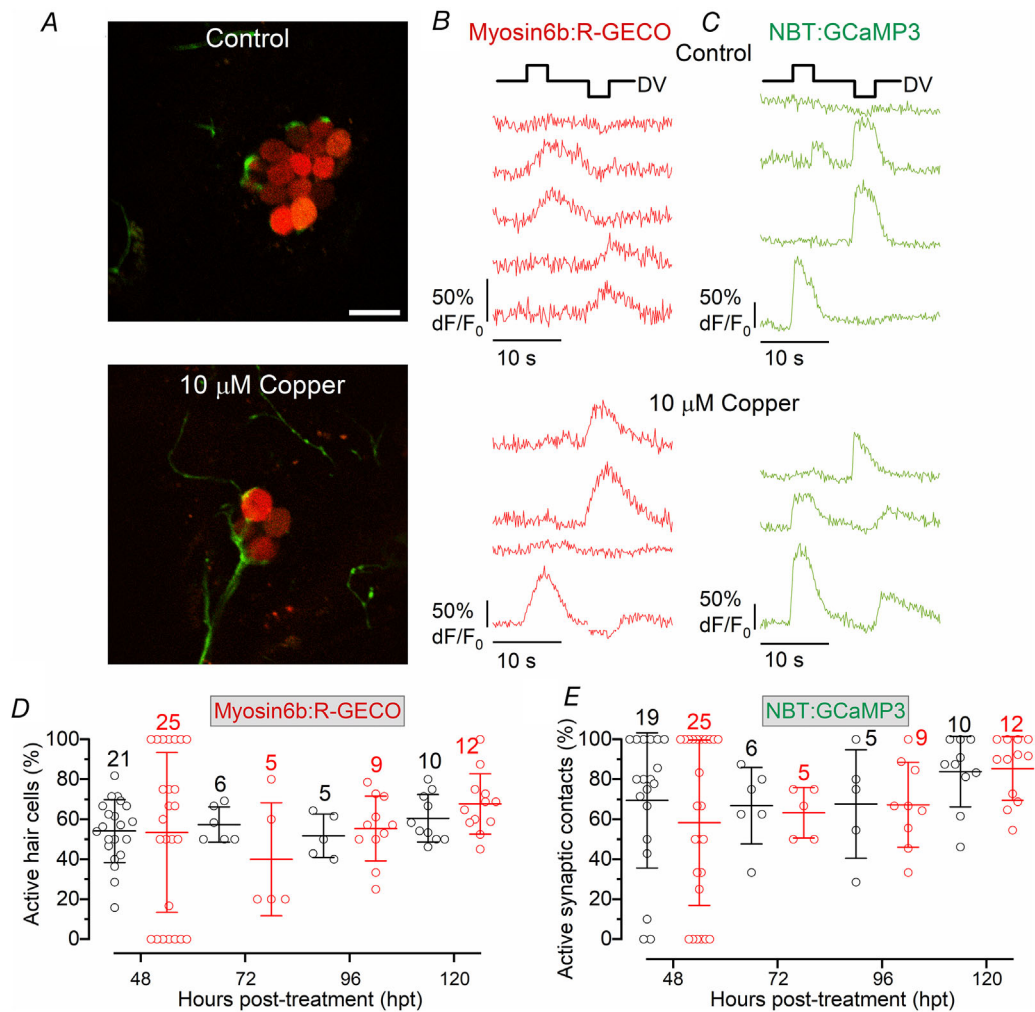 A
Control
10 μM Copper
B
Myosin6b:R-GECO
DV
50%
dF/F0
10 s
C
NBT:GCaMP3
Control
DV
50%
dF/F0
10 s
10 μM Copper
50%
dF/F0
10 s
50%
dF/F0
10 s
D
Myosin6b:R-GECO
21 25 6 5 5 9 10 12
Active hair cells (%)
100
80
60
40
20
0
48 72 96 120
Hours post-treatment (hpt)
E
NBT:GCaMP3
19 25 6 5 5 9 10 12
Active synaptic contacts (%)
100
80
60
40
20
0
48 72 96 120
Hours post-treatment (hpt)